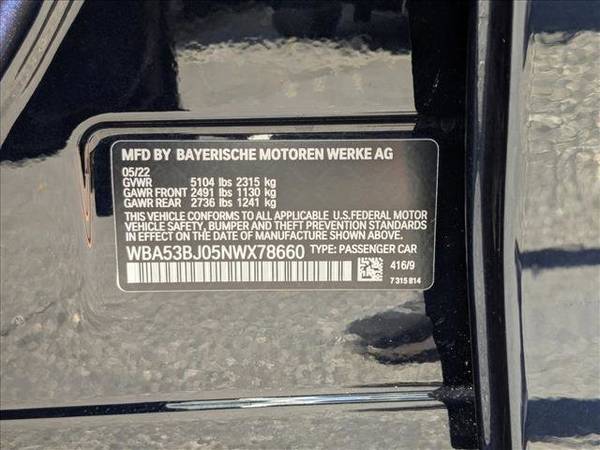 MFD BY BAYERISCHE MOTOREN WERKE AG
05/22
GVWR 5104 lbs 2315 kg
GAWR FRONT 2491 lbs 1130 kg
GAWR REAR 2736 lbs 1241 kg
THIS VEHICLE CONFORMS TO ALL APPLICABLE U.S.FEDERAL MOTOR
VEHICLE SAFETY, BUMPER AND THEFT PREVENTION STANDARDS
IN EFFECT ON THE DATE OF MANUFACTURE SHOWN ABOVE.
WBA53BJ05NWX78660 TYPE: PASSENGER CAR
416/9
7 315 814